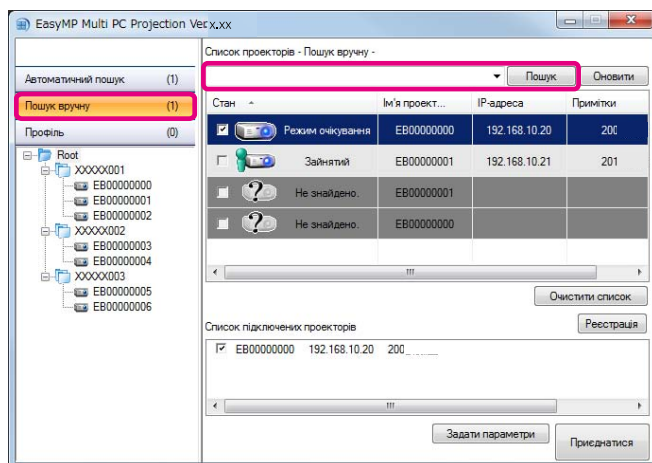 EasyMP Multi PC Projection Ver.x.xx
Список проекторів - Пошук вручну -
Автоматичний пошук (1)
Пошук Оновити
Пошук вручну (1)
Стан Ім'я проект... IP-адреса Примітки
Профіль (0)
Режим очікування EB00000000 192.168.10.20 200
Зайнятий EB00000001 192.168.10.21 201
Не знайдено. EB00000001
Не знайдено. EB00000000
Root
XXXXX001
EB00000000
EB00000001
EB00000002
XXXXX002
EB00000003
EB00000004
XXXXX003
EB00000005
EB00000006
Очистити список
Список підключених проекторів Реєстрація
EB00000000 192.168.10.20 200
Задати параметри Приєднатися